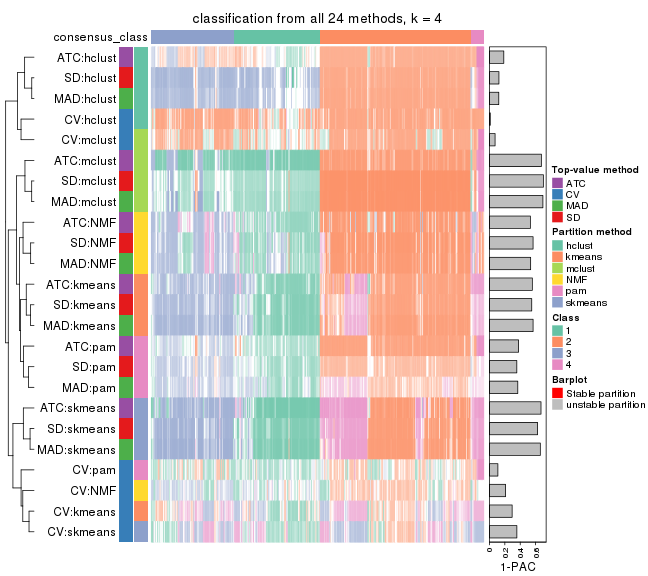 classification from all 24 methods, k = 4
consensus_class
ATC:hclust
SD:hclust
MAD:hclust
CV:hclust
CV:mclust
ATC:mclust
SD:mclust
MAD:mclust
ATC:NMF
SD:NMF
MAD:NMF
ATC:kmeans
SD:kmeans
MAD:kmeans
ATC:pam
SD:pam
MAD:pam
ATC:skmeans
SD:skmeans
MAD:skmeans
CV:pam
CV:NMF
CV:kmeans
CV:skmeans
0 0.2 0.4 0.6
1-PAC
Top-value method
ATC
CV
MAD
SD
Partition method
hclust
kmeans
mclust
NMF
pam
skmeans
Class
1
2
3
4
Barplot
Stable partition
unstable partition